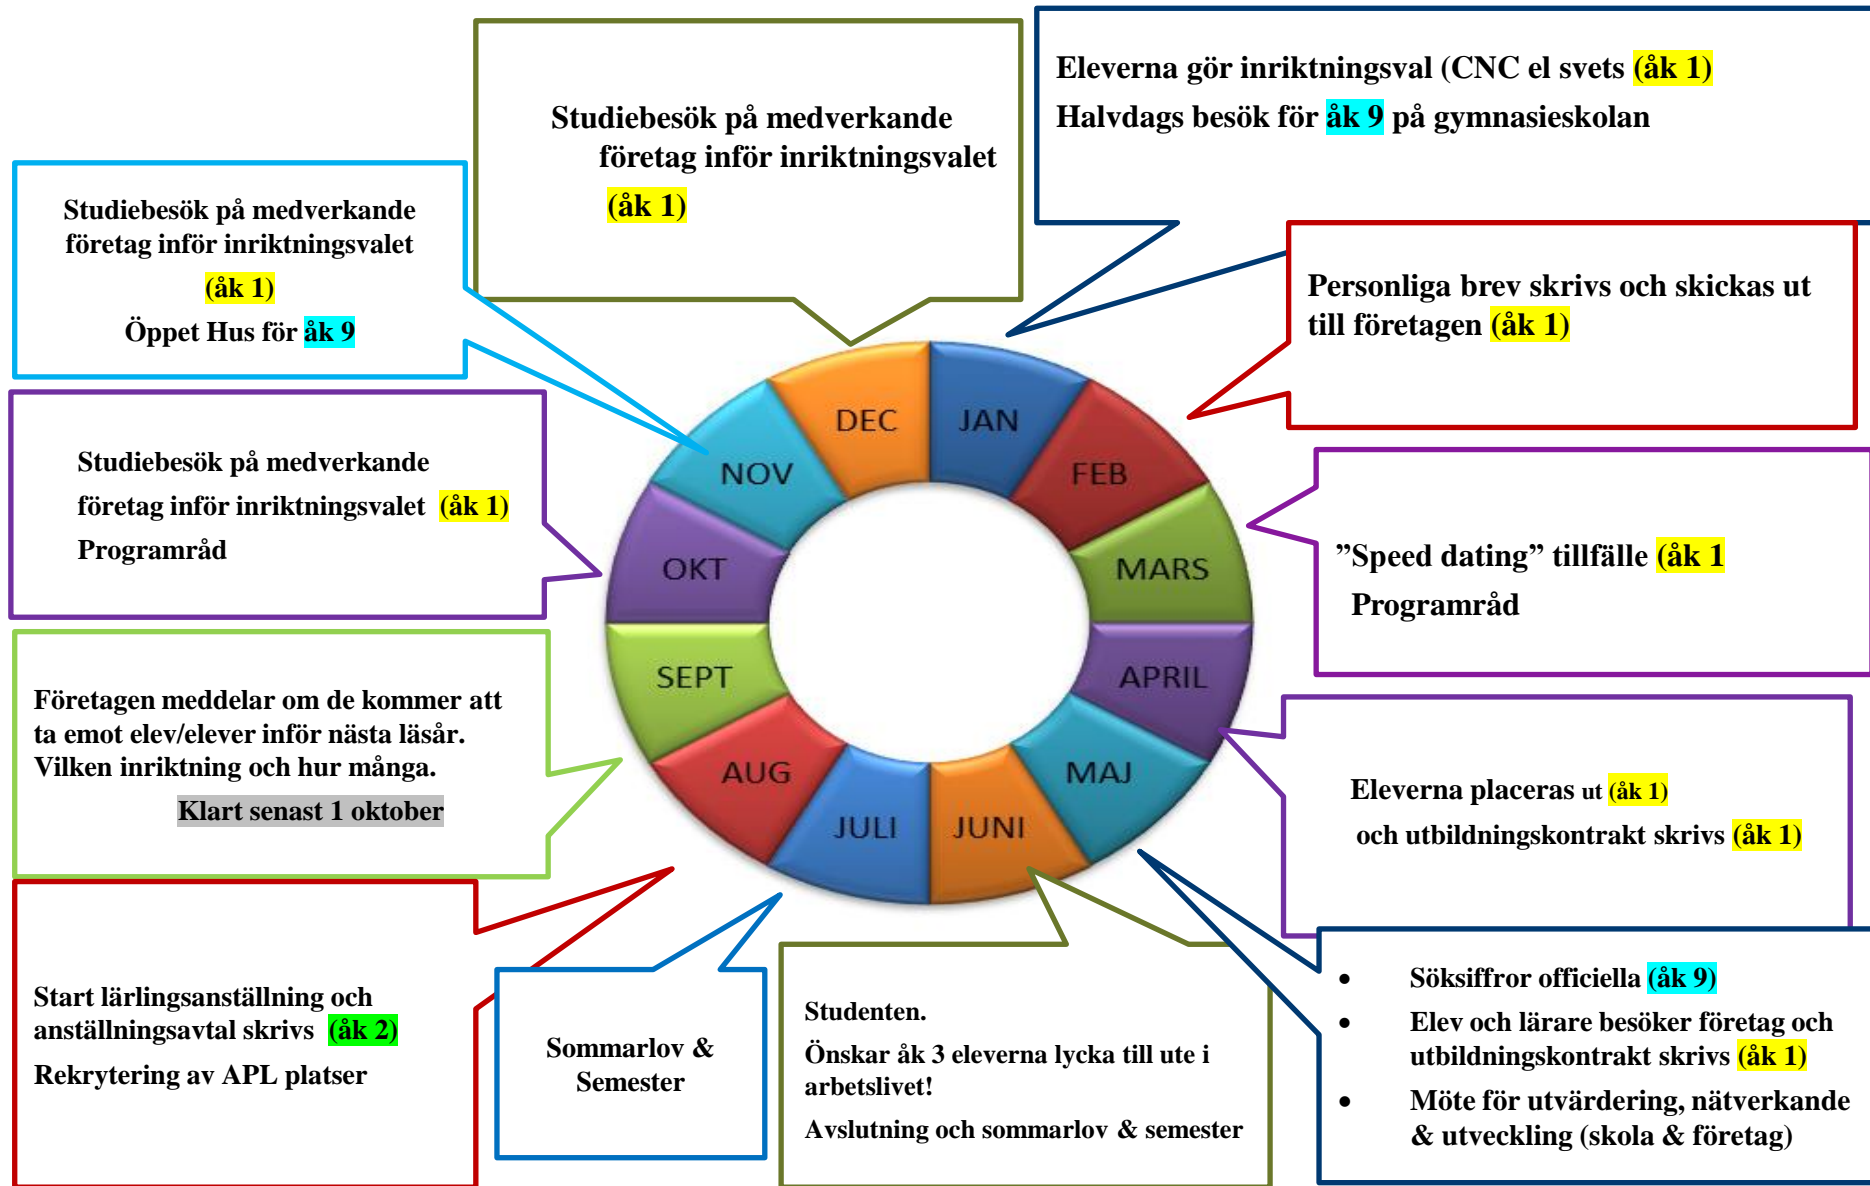 Eleverna gör inriktningsval (CNC el svets (åk 1)
Halvdags besök för åk 9 på gymnasieskolan
Studiebesök på medverkande
företag inför inriktningsvalet
(åk 1)
Studiebesök på medverkande
företag inför inriktningsvalet
(åk 1)
Öppet Hus för åk 9
Personliga brev skrivs och skickas ut
till företagen (åk 1)
Studiebesök på medverkande
företag inför inriktningsvalet (åk 1)
Programråd
”Speed dating” tillfälle (åk 1
Programråd
DEC
JAN
NOV
FEB
OKT
MARS
SEPT
APRIL
AUG
MAJ
JULI
JUNI
Företagen meddelar om de kommer att
ta emot elev/elever inför nästa läsår.
Vilken inriktning och hur många.
Klart senast 1 oktober
Eleverna placeras ut (åk 1)
och utbildningskontrakt skrivs (åk 1)
Start lärlingsanställning och
anställningsavtal skrivs (åk 2)
Rekrytering av APL platser
Sommarlov &
Semester
Studenten.
Önskar åk 3 eleverna lycka till ute i
arbetslivet!
Avslutning och sommarlov & semester
• Söksiffror officiella (åk 9)
• Elev och lärare besöker företag och
utbildningskontrakt skrivs (åk 1)
• Möte för utvärdering, nätverkande
& utveckling (skola & företag)